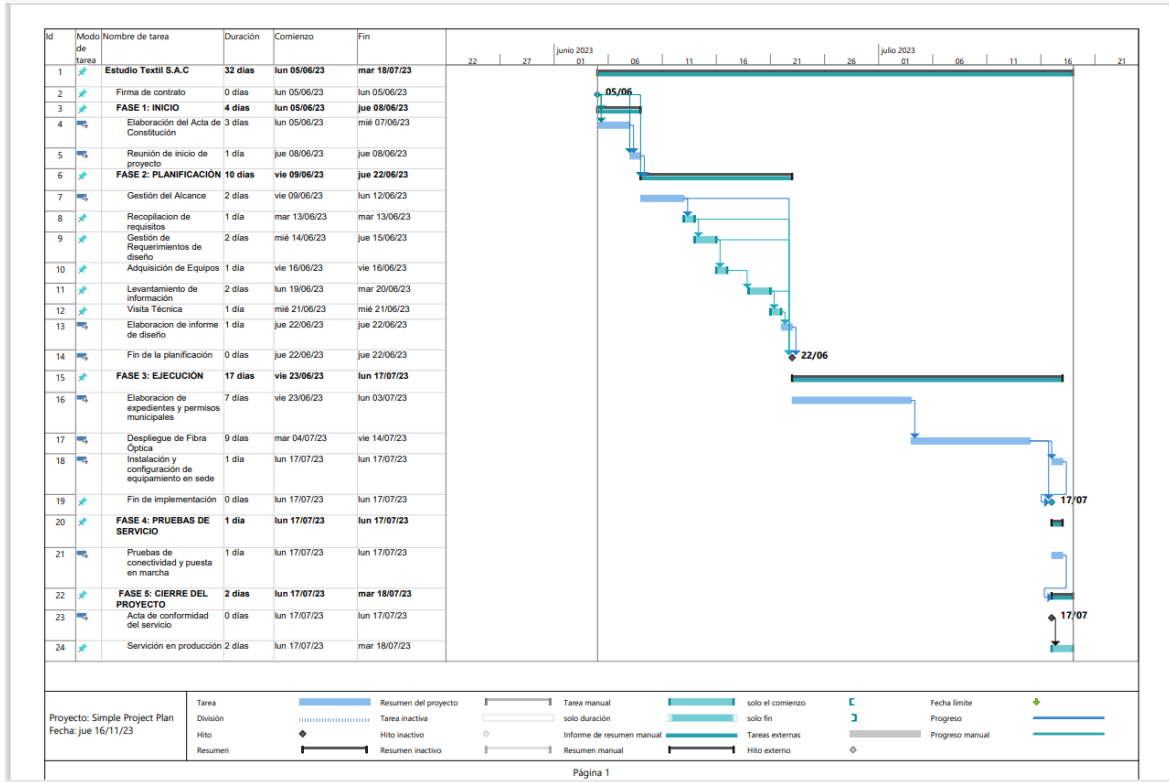 Id Modo de tarea Nombre de tarea Duración Comienzo Fin
junio 2023 julio 2023
22 27 01 06 11 16 21 26 01 06 11 16 21
1 Estudio Textil S.A.C 32 días lun 05/06/23 mar 18/07/23
2 Firma de contrato 0 días lun 05/06/23 lun 05/06/23 05/06
3 FASE 1: INICIO 4 días lun 05/06/23 jue 08/06/23
4 Elaboración del Acta de 3 días lun 05/06/23 mié 07/06/23
Constitución
5 Reunión de inicio de 1 día jue 08/06/23 jue 08/06/23
proyecto
6 FASE 2: PLANIFICACIÓN 10 días vie 09/06/23 jue 22/06/23
7 Gestión del Alcance 2 días vie 09/06/23 lun 12/06/23
8 Recopilacion de 1 día mar 13/06/23 mar 13/06/23
requisitos
9 Gestión de 2 días mié 14/06/23 jue 15/06/23
Requerimientos de
diseño
10 Adquisición de Equipos 1 día vie 16/06/23 vie 16/06/23
11 Levantamiento de 2 días lun 19/06/23 mar 20/06/23
información
12 Visita Técnica 1 día mié 21/06/23 mié 21/06/23
13 Elaboracion de informe 1 día jue 22/06/23 jue 22/06/23
de diseño
14 Fin de la planificación 0 días jue 22/06/23 jue 22/06/23 22/06
15 FASE 3: EJECUCIÓN 17 días vie 23/06/23 lun 17/07/23
16 Elaboracion de 7 días vie 23/06/23 lun 03/07/23
expedientes y permisos
municipales
17 Despliegue de Fibra 9 días mar 04/07/23 vie 14/07/23
Óptica
18 Instalación y 1 día lun 17/07/23 lun 17/07/23
configuración de
equipamiento en sede
19 Fin de implementación 0 días lun 17/07/23 lun 17/07/23 17/07
20 FASE 4: PRUEBAS DE 1 día lun 17/07/23 lun 17/07/23
SERVICIO
21 Pruebas de 1 día lun 17/07/23 lun 17/07/23
conectividad y puesta
en marcha
22 FASE 5: CIERRE DEL 2 días lun 17/07/23 mar 18/07/23
PROYECTO
23 Acta de conformidad 0 días lun 17/07/23 lun 17/07/23 17/07
del servicio
24 Servición en producción 2 días lun 17/07/23 mar 18/07/23
Proyecto: Simple Project Plan
Fecha: jue 16/11/23
Tarea Resumen del proyecto Tarea manual solo el comienzo Fecha límite
División Tarea inactiva solo duración solo fin Progreso
Hito Hito inactivo Informe de resumen manual Tareas externas Progreso manual
Resumen Resumen inactivo Resumen manual Hito externo
Página 1